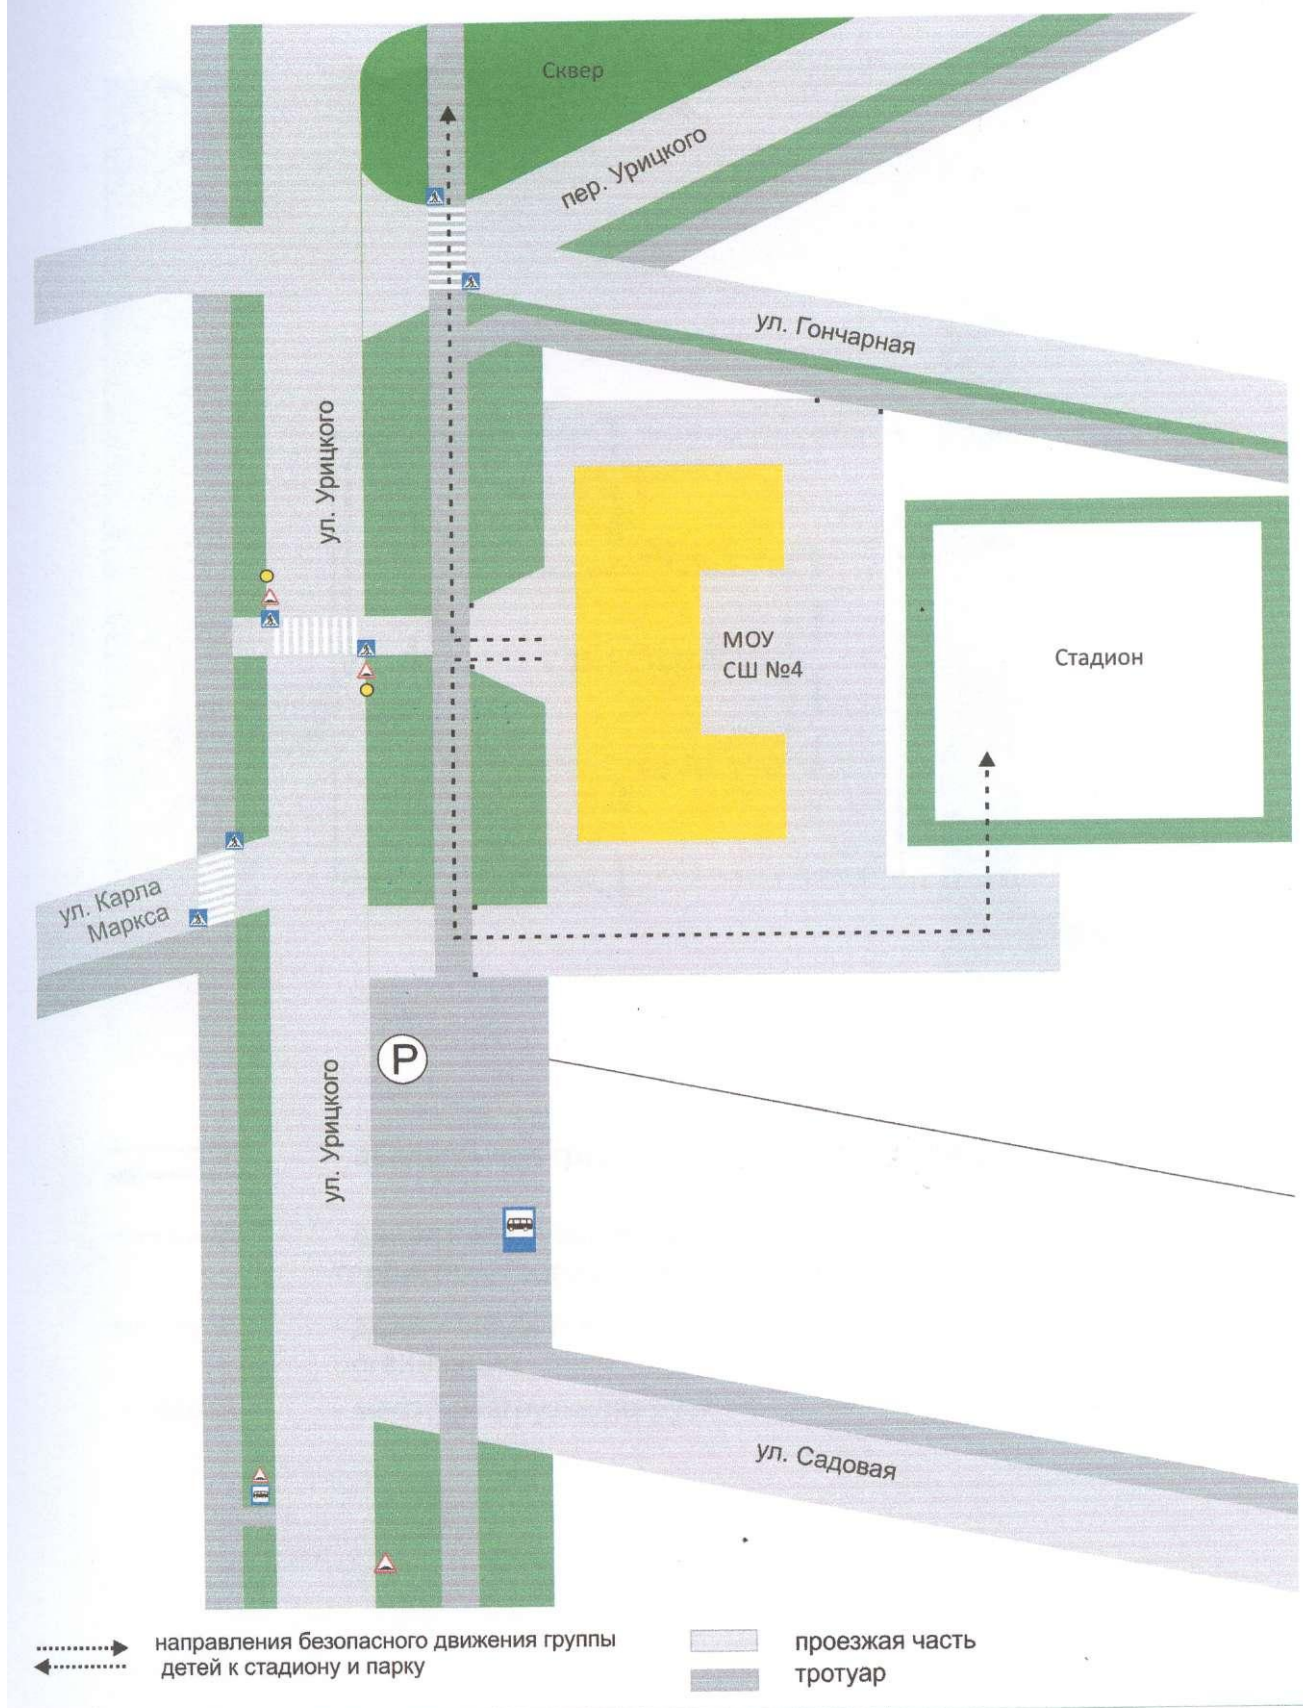 Сквер
пер. Урицкого
ул. Гончарная
ул. Урицкого
МОУ
СШ №4
Стадион
ул. Карла
Маркса
P
ул. Урицкого
ул. Садовая
направления безопасного движения группы
детей к стадиону и парку
проезжая часть
тротуар